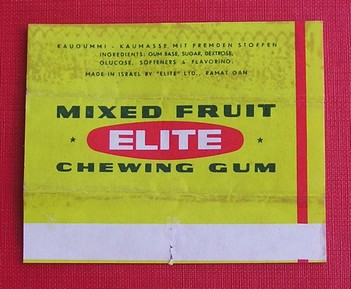 KAUGUMMI - KAUMASSE MIT FREMDEN STOFFEN
INGREDIENTS: GUM BASE, SUGAR, DEXTROSE,
GLUCOSE, SOFTENERS & FLAVORING.
MADE IN ISRAEL BY "ELITE" LTD., RAMAT GAN
MIXED FRUIT
* ELITE *
CHEWING GUM